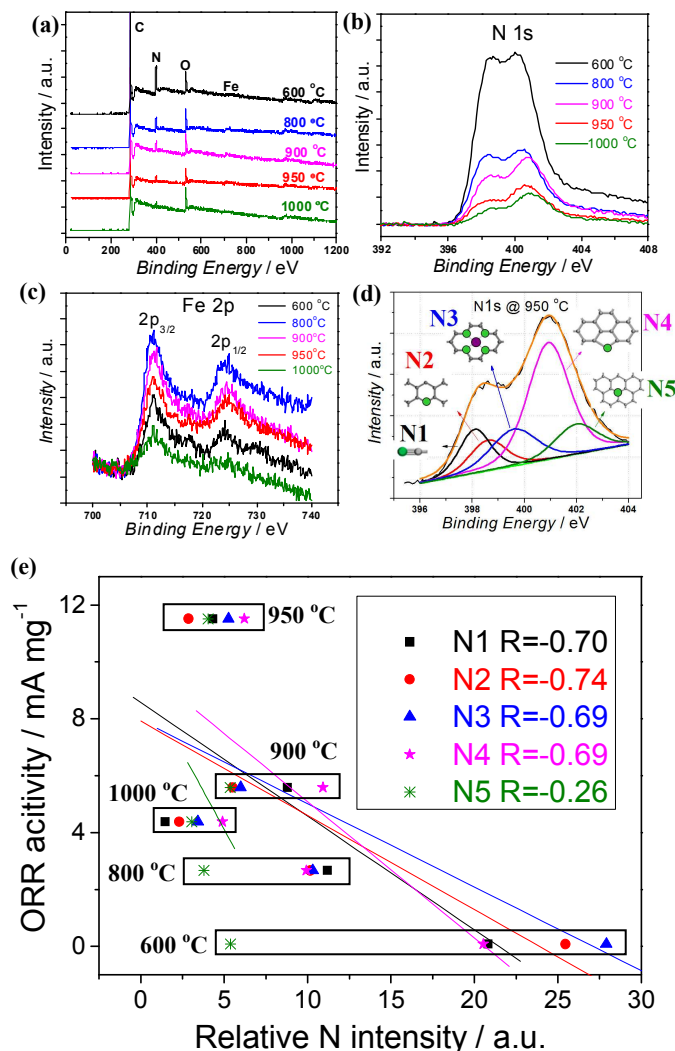 (a)
C
N
O
Fe
600 °C
800 °C
900 °C
950 °C
1000 °C
Intensity / a.u.
0 200 400 600 800 1000 1200
Binding Energy / eV
(b)
N 1s
600 °C
800 °C
900 °C
950 °C
1000 °C
Intensity / a.u.
392 396 400 404 408
Binding Energy / eV
(c)
Fe 2p
2p3/2
2p1/2
600 °C
800°C
900°C
950°C
1000°C
Intensity / a.u.
700 710 720 730 740
Binding Energy / eV
(d)
N1s @ 950 °C
N3
N4
N2
N5
N1
Intensity / a.u.
396 398 400 402 404
Binding Energy / eV
(e)
950 °C
900 °C
1000 °C
800 °C
600 °C
N1 R=-0.70
N2 R=-0.74
N3 R=-0.69
N4 R=-0.69
N5 R=-0.26
ORR acitivity / mA mg-1
12
8
4
0
0 5 10 15 20 25 30
Relative N intensity / a.u.